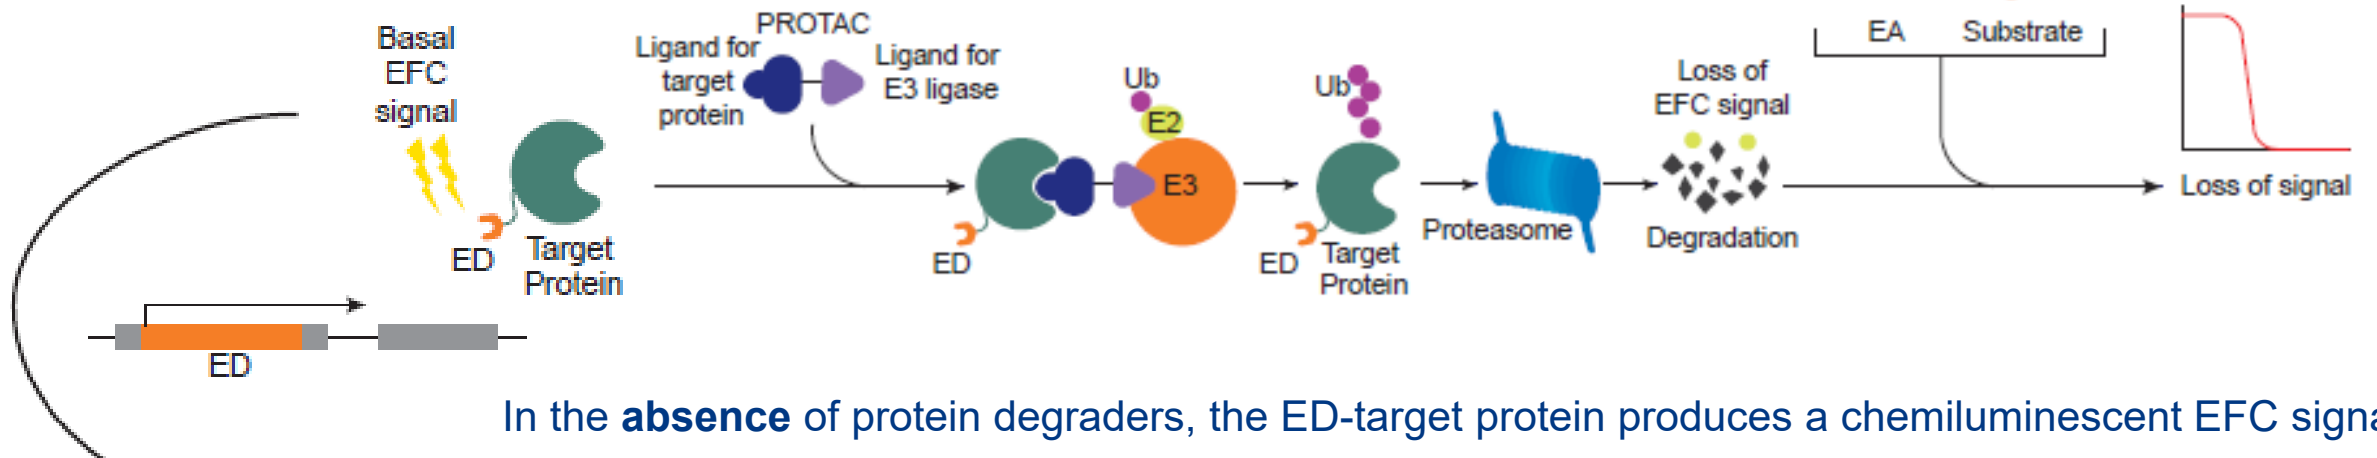 Basal
EFC
signal
ED
Target
Protein
ED
PROTAC
Ligand for
target
protein
Ligand for
E3 ligase
Ub
E2
E3
ED
Ub
ED
Target
Protein
Proteasome
Loss of
EFC signal
Degradation
EA
Substrate
Loss of signal
In the absence of protein degraders, the ED-target protein produces a chemiluminescent EFC